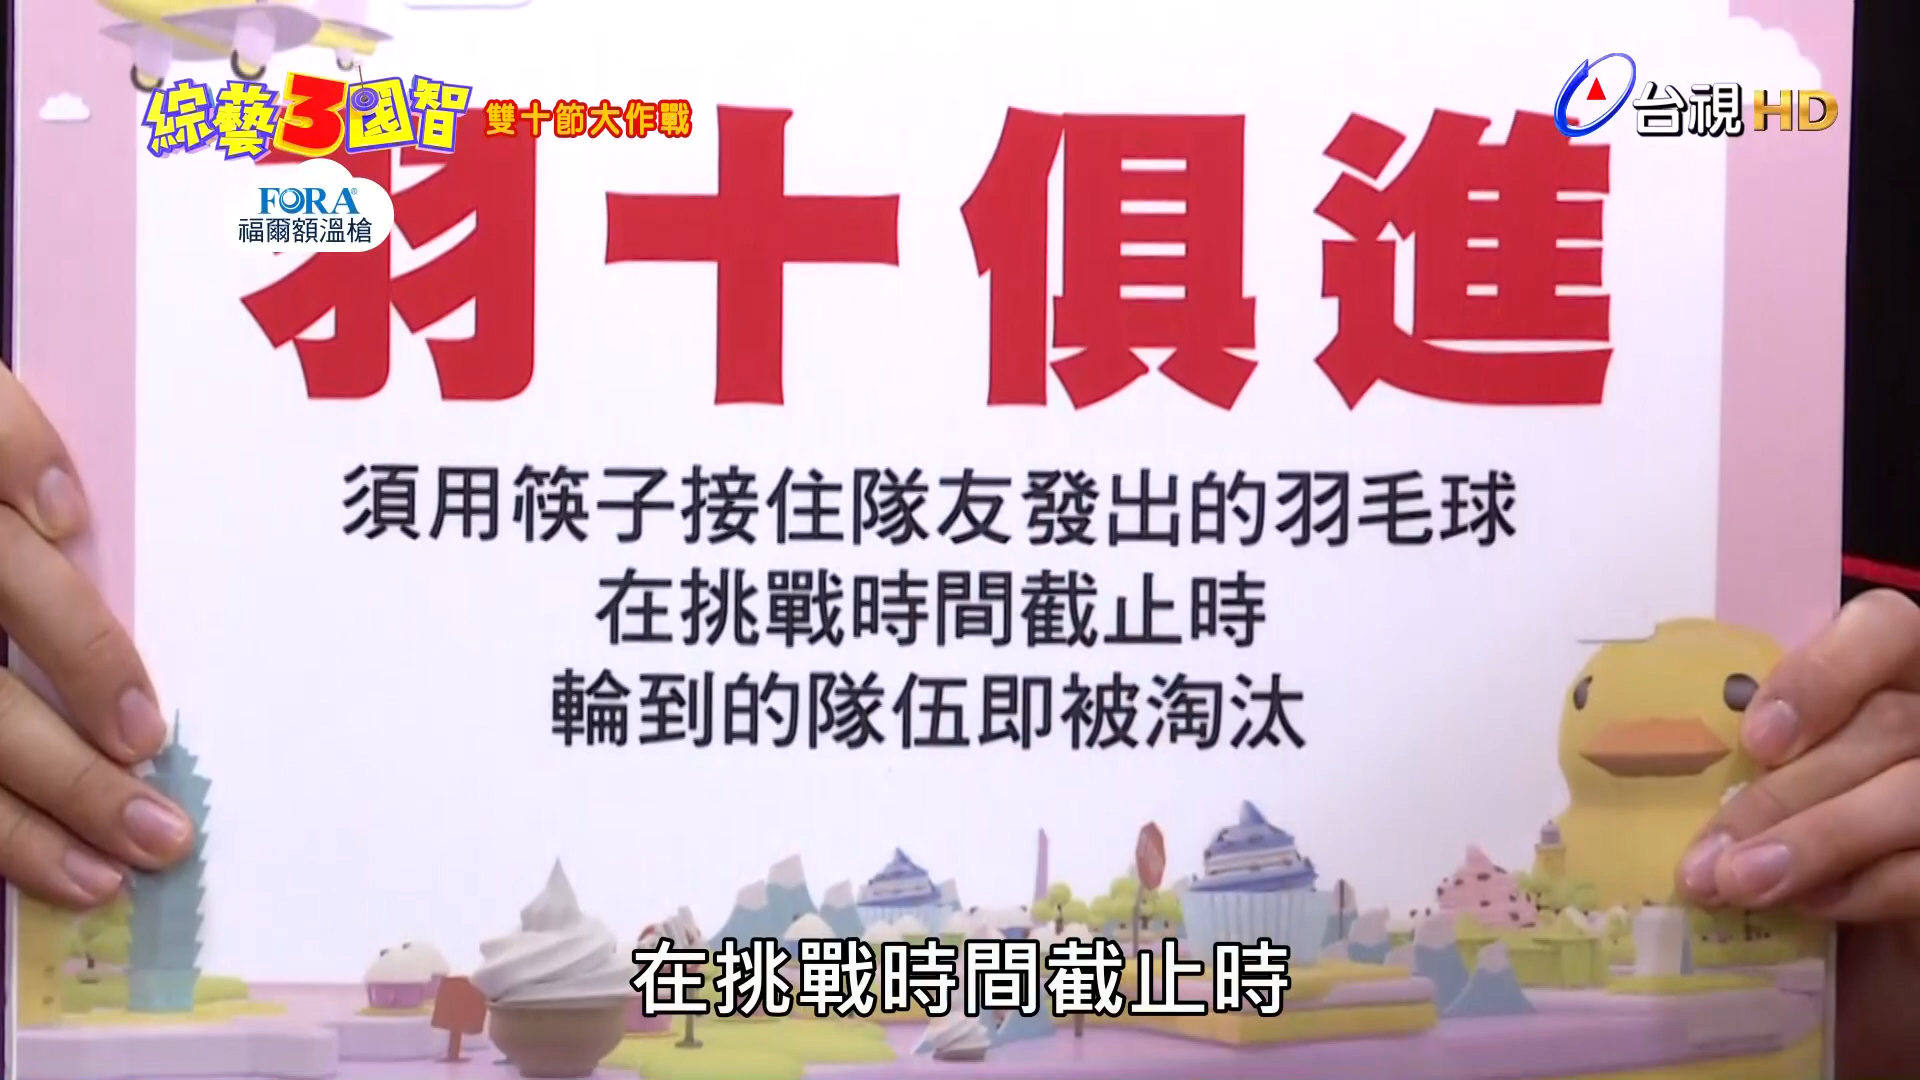 綜藝3國智 雙十節大作戰
台視HD
FORA
福爾額溫槍
羽十俱進
須用筷子接住隊友發出的羽毛球
在挑戰時間截止時
輪到的隊伍即被淘汰
在挑戰時間截止時